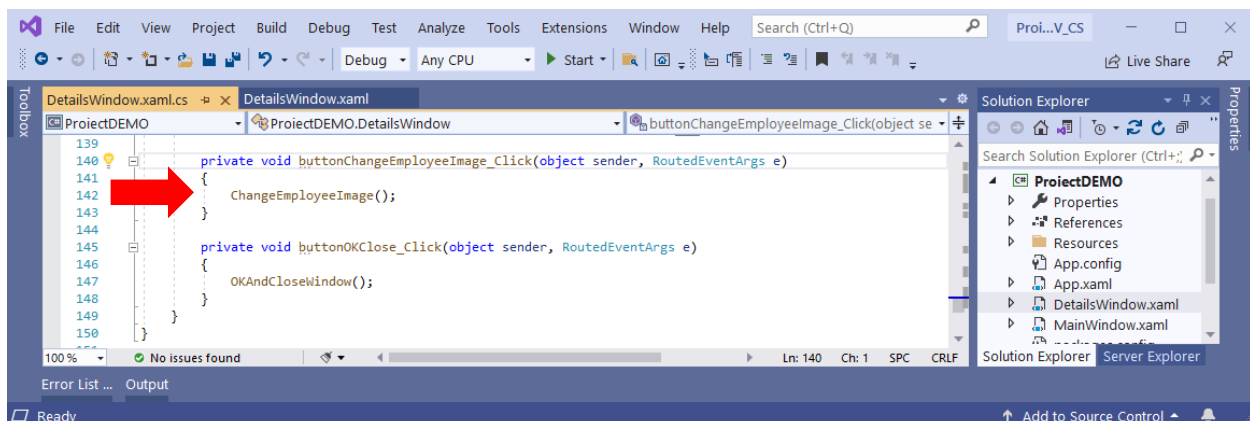 File Edit View Project Build Debug Test Analyze Tools Extensions Window Help Search (Ctrl+Q) Proi...V_CS
Debug Any CPU Start Live Share
Toolbox
DetailsWindow.xaml.cs DetailsWindow.xaml
ProiectDEMO ProiectDEMO.DetailsWindow buttonChangeEmployeeImage_Click(object se
139
140 private void buttonChangeEmployeeImage_Click(object sender, RoutedEventArgs e)
141 {
142 ChangeEmployeeImage();
143 }
144
145 private void buttonOKClose_Click(object sender, RoutedEventArgs e)
146 {
147 OKAndCloseWindow();
148 }
149 }
150 }
100 % No issues found Ln: 140 Ch: 1 SPC CRLF
Error List ... Output
Ready Add to Source Control
Solution Explorer
Search Solution Explorer (Ctrl+;
ProiectDEMO
Properties
References
Resources
App.config
App.xaml
DetailsWindow.xaml
MainWindow.xaml
Solution Explorer Server Explorer
Properties